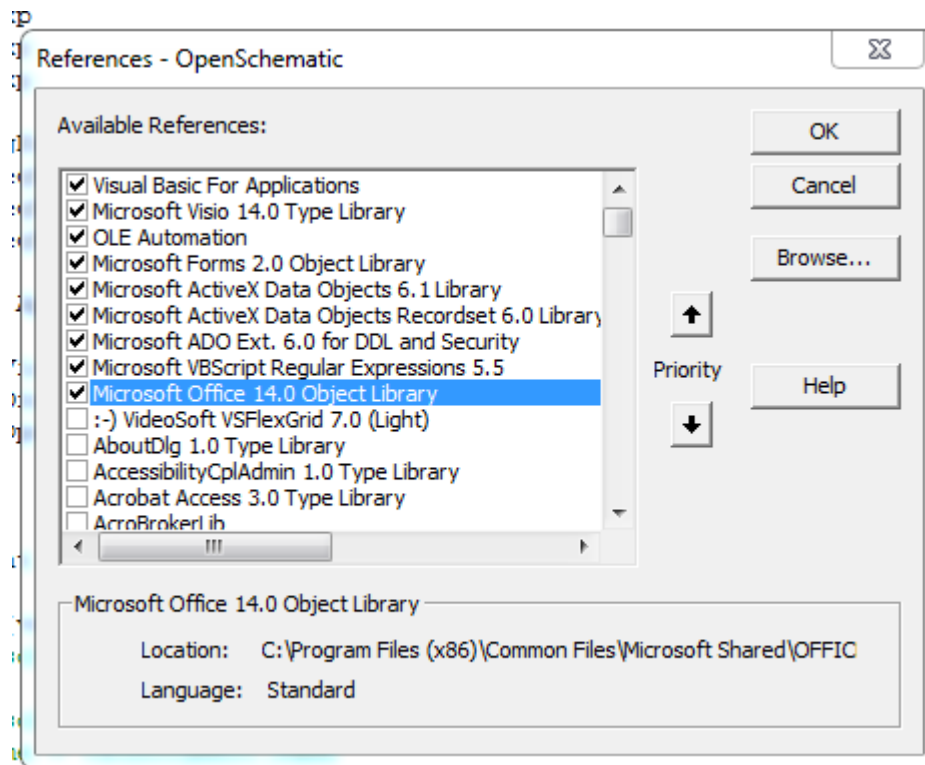 References - OpenSchematic
Available References:
OK
Cancel
Browse...
Help
Priority
Visual Basic For Applications
Microsoft Visio 14.0 Type Library
OLE Automation
Microsoft Forms 2.0 Object Library
Microsoft ActiveX Data Objects 6.1 Library
Microsoft ActiveX Data Objects Recordset 6.0 Library
Microsoft ADO Ext. 6.0 for DDL and Security
Microsoft VBScript Regular Expressions 5.5
Microsoft Office 14.0 Object Library
:-) VideoSoft VSFlexGrid 7.0 (Light)
AboutDlg 1.0 Type Library
AccessibilityCplAdmin 1.0 Type Library
Acrobat Access 3.0 Type Library
AcroBrokerLib
Microsoft Office 14.0 Object Library
Location: C:\Program Files (x86)\Common Files\Microsoft Shared\OFFIC
Language: Standard